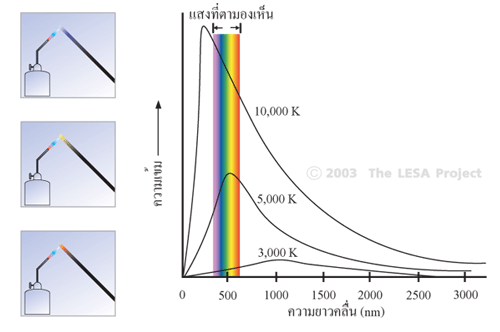 แสงที่ตามองเห็น
10,000 K
© 2003 The LESA Project
5,000 K
ความเข้ม
3,000 K
0 500 1000 1500 2000 2500 3000
ความยาวคลื่น (nm)